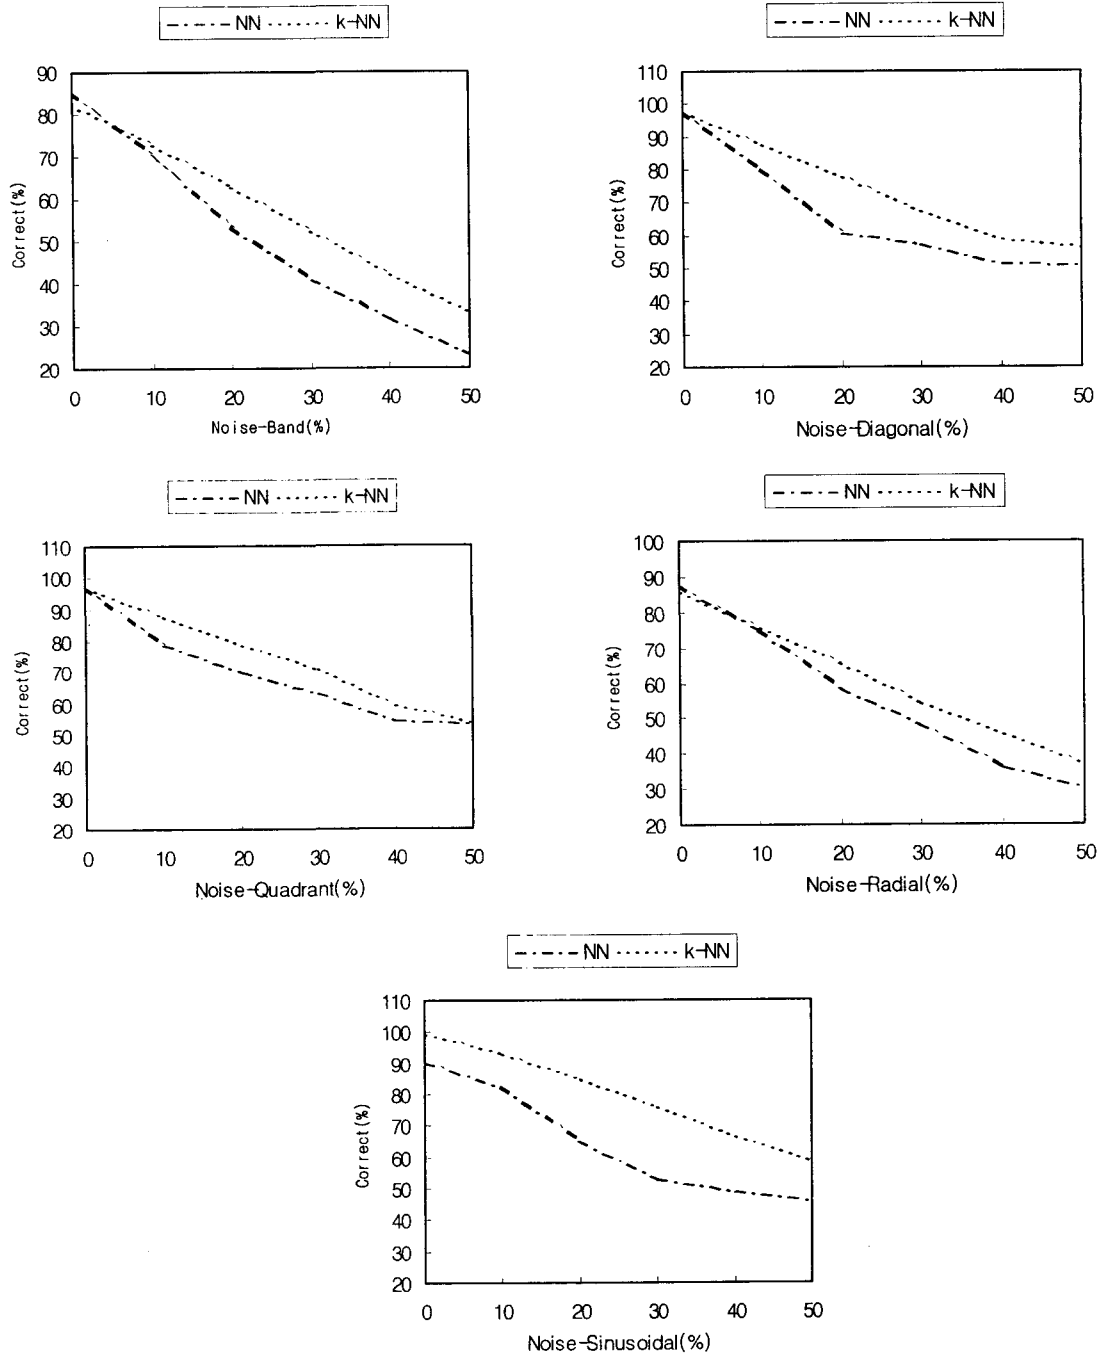 NN k-NN
NN k-NN
90
80
70
60
50
40
30
20
Correct(%)
0 10 20 30 40 50
Noise-Band(%)
110
100
90
80
70
60
50
40
30
20
Correct(%)
0 10 20 30 40 50
Noise-Diagonal(%)
NN k-NN
NN k-NN
110
100
90
80
70
60
50
40
30
20
Correct(%)
0 10 20 30 40 50
Noise-Quadrant(%)
100
90
80
70
60
50
40
30
20
Correct(%)
0 10 20 30 40 50
Noise-Radial(%)
NN k-NN
110
100
90
80
70
60
50
40
30
20
Correct(%)
0 10 20 30 40 50
Noise-Sinusoidal(%)